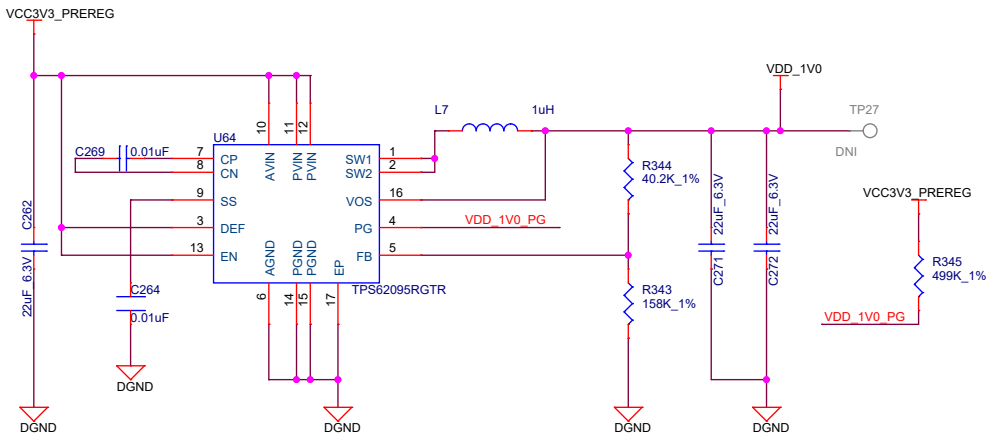 VCC3V3_PREREG
VDD_1V0
L7
1uH
TP27
DNI
U64
10
11
12
AVIN
PVIN
PVIN
C269
0.01uF
7
CP
8
CN
9
SS
3
DEF
13
EN
SW1
1
SW2
2
VOS
16
PG
4
VDD_1V0_PG
FB
5
AGND
PGND
PGND
EP
6
14
15
17
TPS62095RGTR
C262
22uF_6.3V
C264
0.01uF
R344
40.2K_1%
R343
158K_1%
22uF_6.3V
C271
22uF_6.3V
C272
VCC3V3_PREREG
R345
499K_1%
VDD_1V0_PG
DGND
DGND
DGND
DGND
DGND